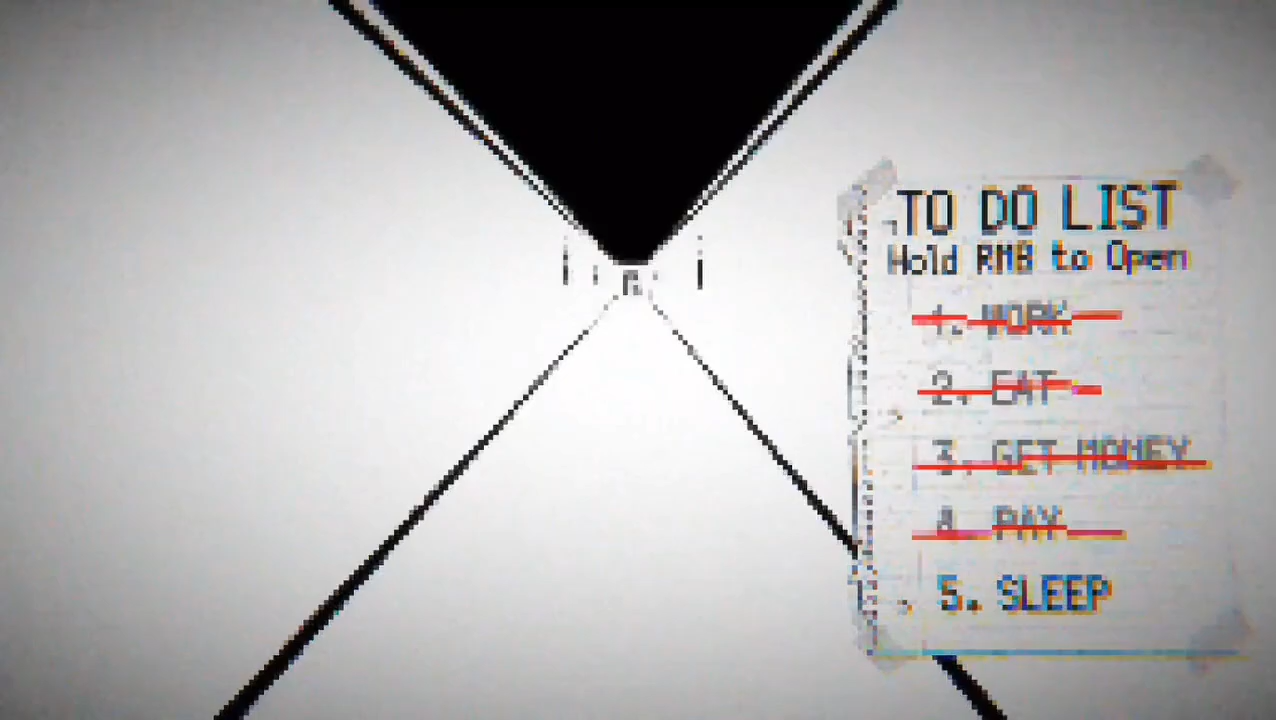 TO DO LIST
Hold RMB to Open
1. WORK
2. EAT
3. GET MONEY
4. PAY
5. SLEEP